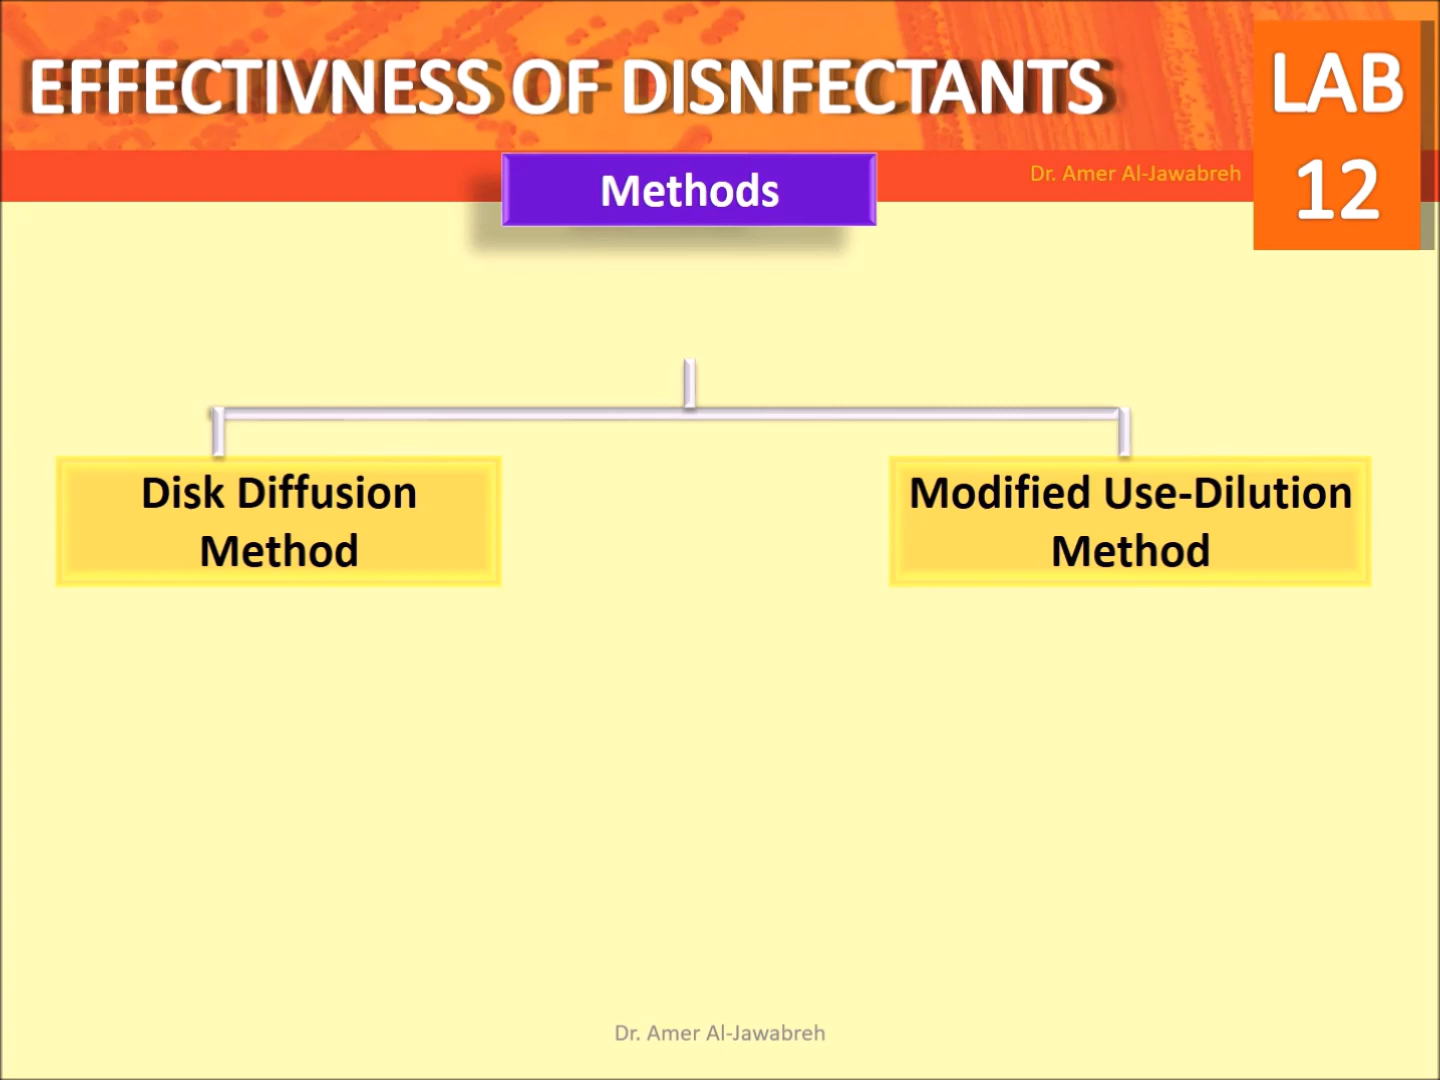 EFFECTIVNESS OF DISNFECTANTS
LAB
12
Dr. Amer Al-Jawabreh
Methods
Disk Diffusion
Method
Modified Use-Dilution
Method
Dr. Amer Al-Jawabreh